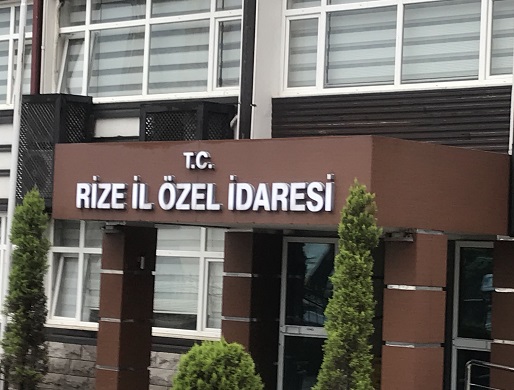 T.C.
RİZE İL ÖZEL İDARESİ